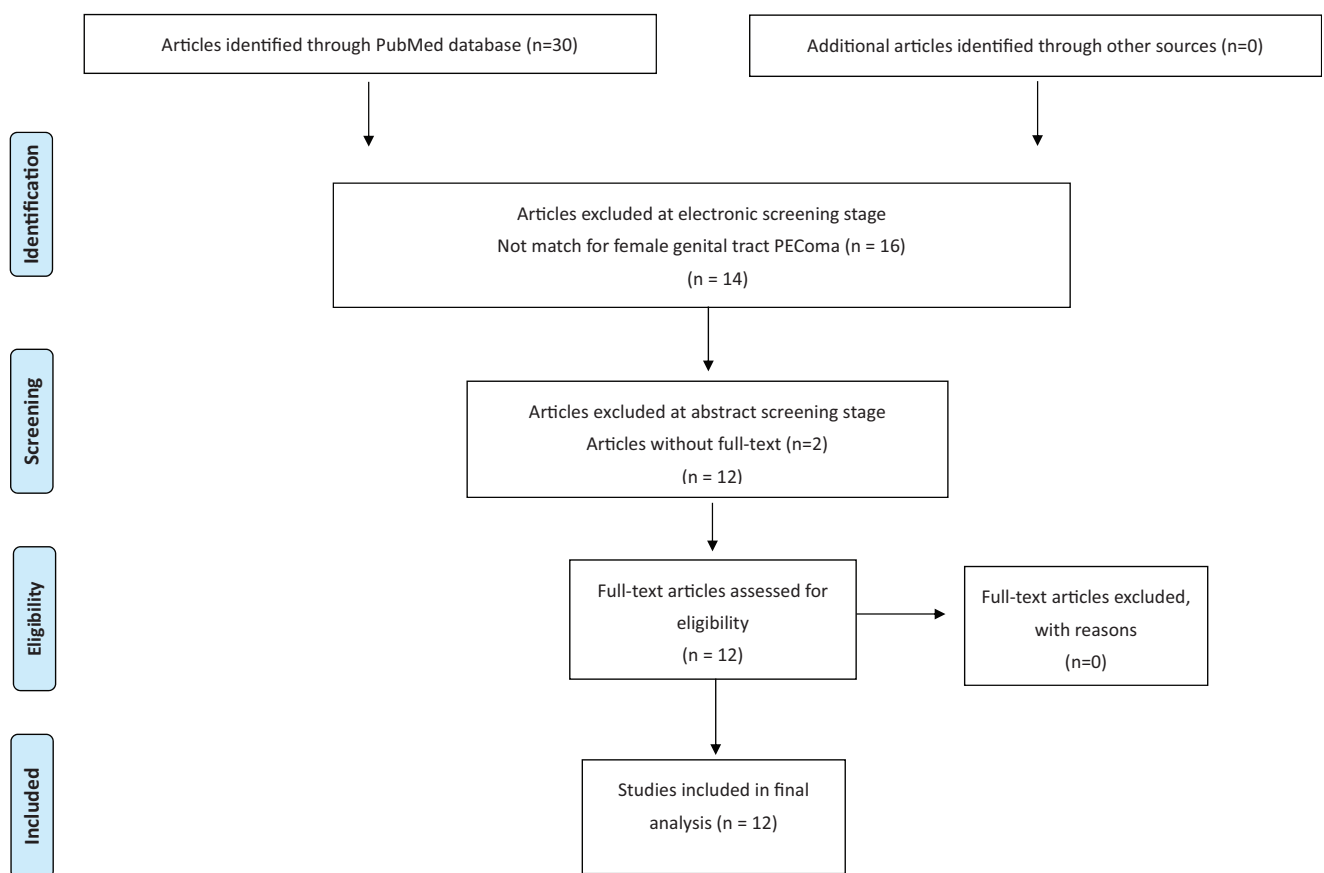 Articles identified through PubMed database (n=30)
Additional articles identified through other sources (n=0)
Identification
Articles excluded at electronic screening stage
Not match for female genital tract PEComa (n = 16)
(n = 14)
Screening
Articles excluded at abstract screening stage
Articles without full-text (n=2)
(n = 12)
Eligibility
Full-text articles assessed for
eligibility
(n = 12)
Full-text articles excluded,
with reasons
(n=0)
Included
Studies included in final
analysis (n = 12)